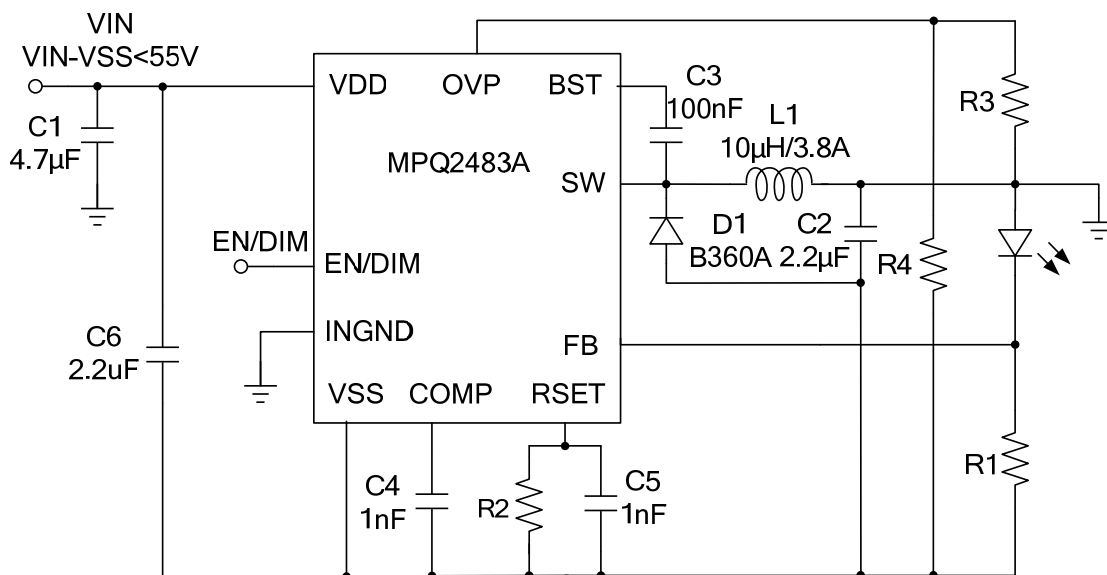 VIN
VIN-VSS<55V
VDD
OVP
BST
C3
100nF
R3
C1
4.7µF
MPQ2483A
L1
10µH/3.8A
SW
EN/DIM
EN/DIM
D1
B360A
C2
2.2µF
R4
C6
2.2uF
INGND
FB
VSS
COMP
RSET
R1
C4
1nF
R2
C5
1nF